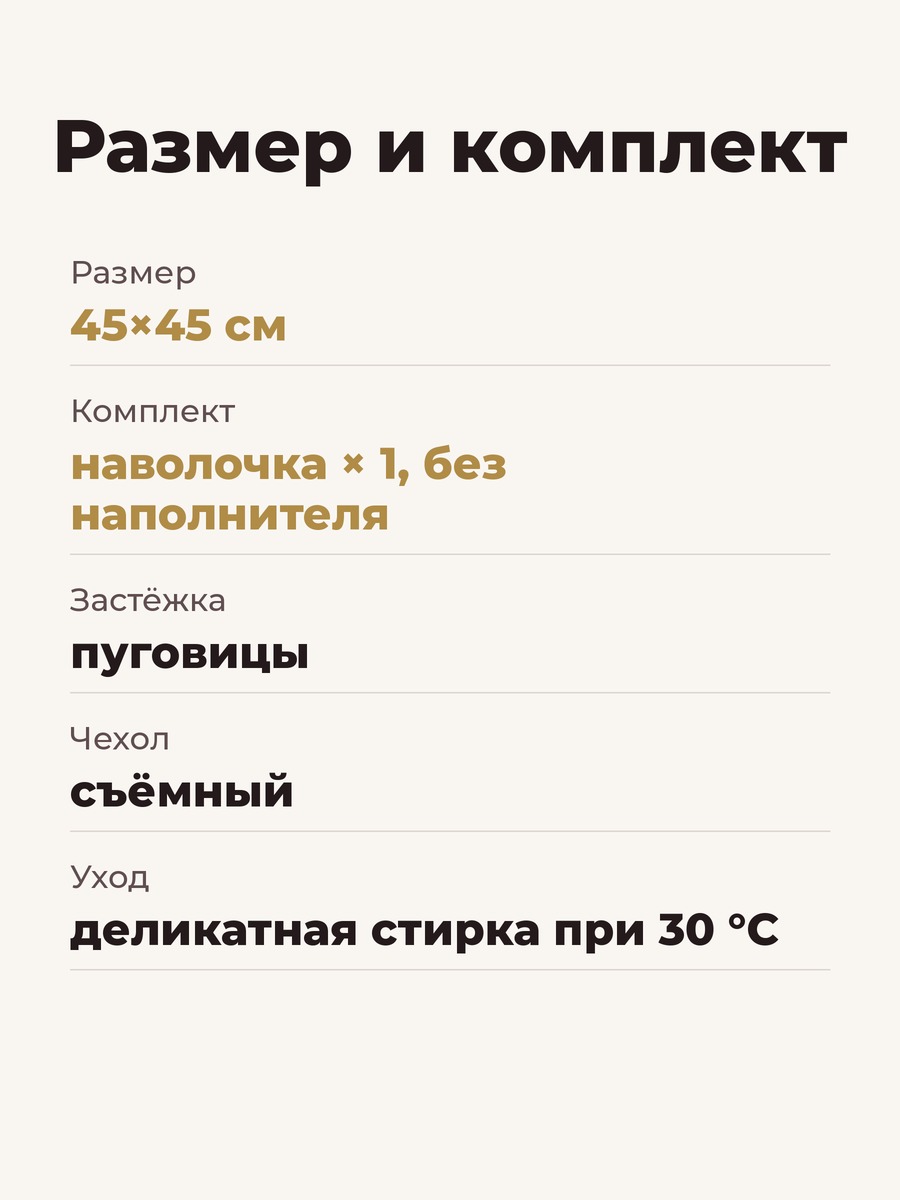 Размер и комплект
Размер
45×45 см
Комплект
наволочка × 1, без
наполнителя
Застёжка
пуговицы
Чехол
съёмный
Уход
деликатная стирка при 30 °C